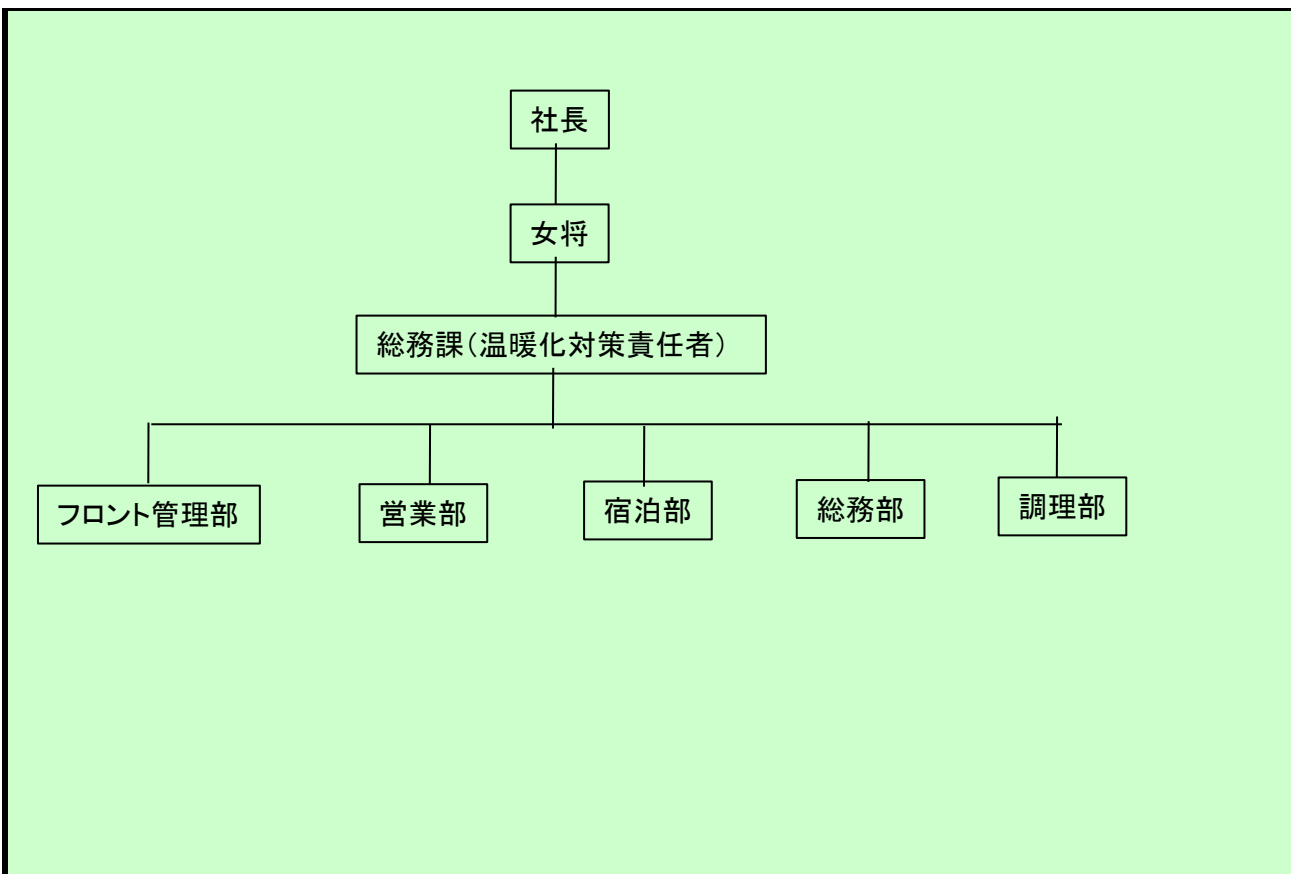 社長
女将
総務課（温暖化対策責任者）
フロント管理部
営業部
宿泊部
総務部
調理部